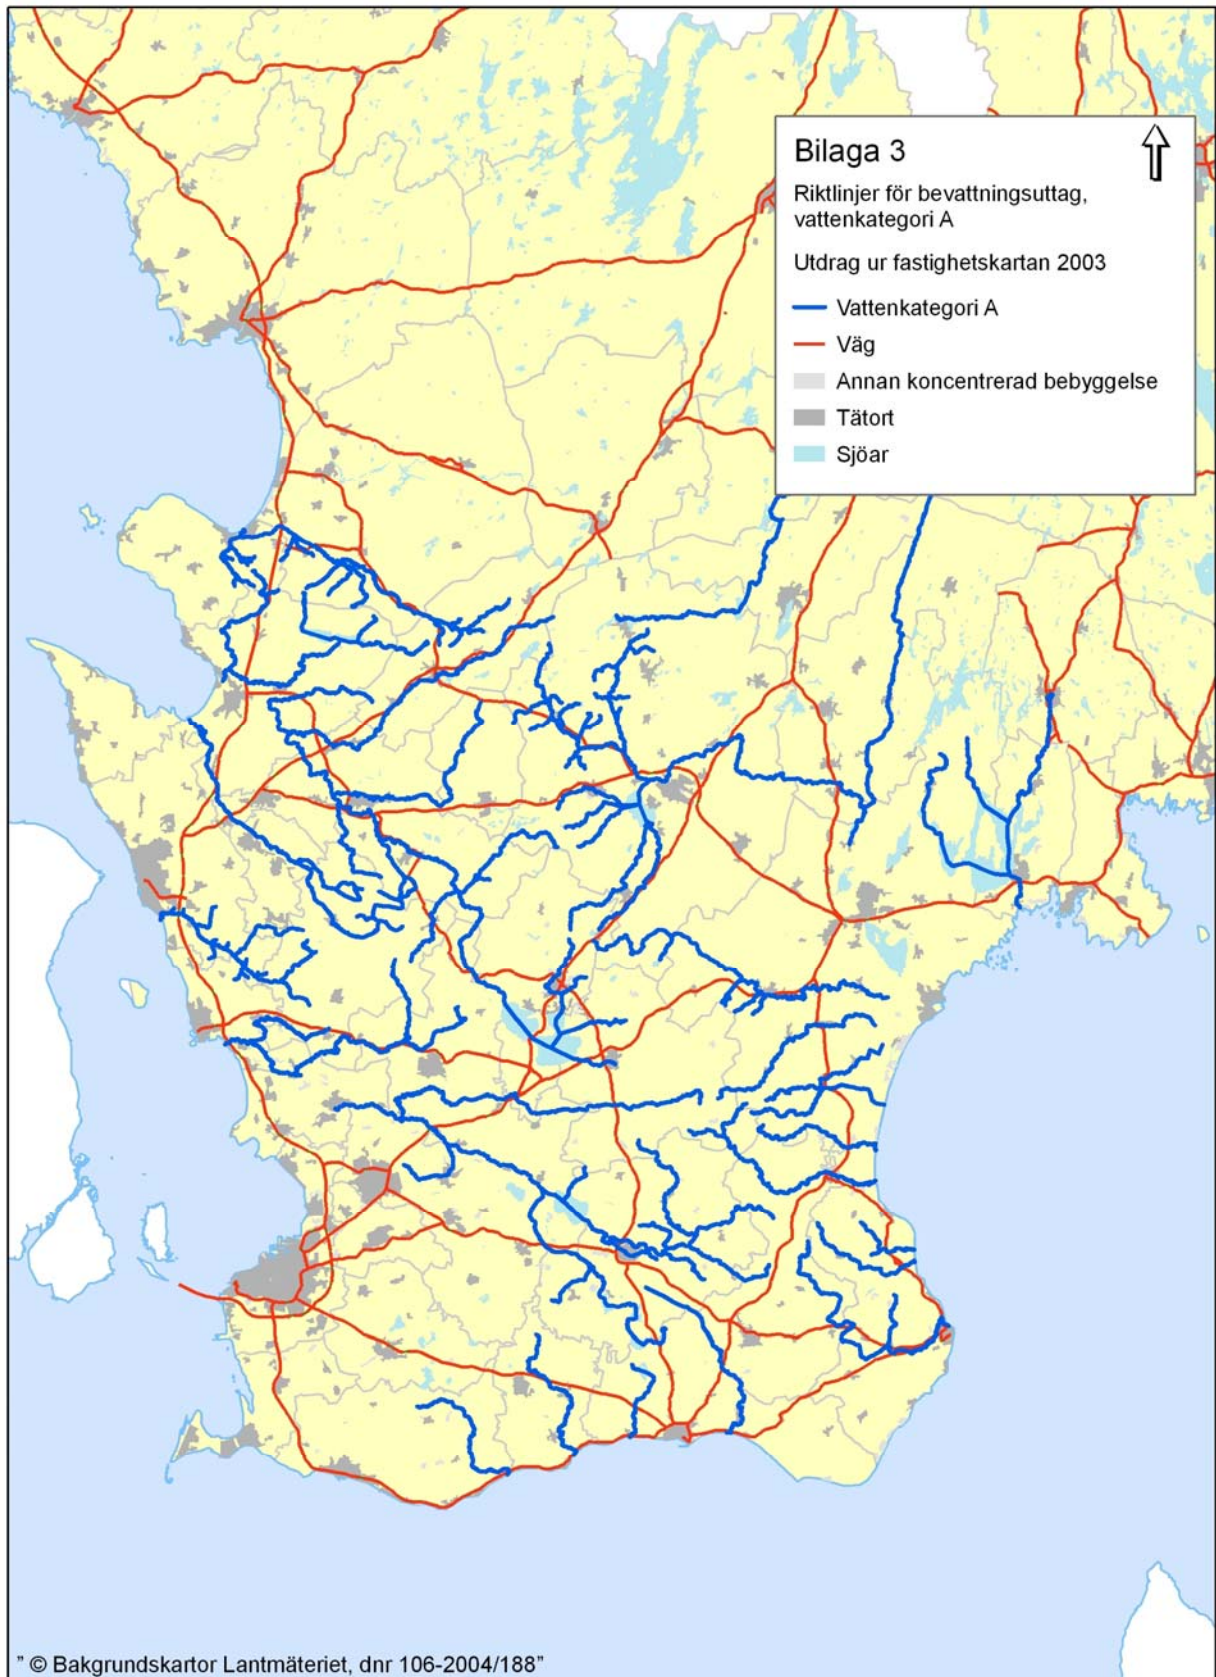 Bilaga 3
Riktlinjer för bevattningsuttag,
vattenkategori A
Utdrag ur fastighetskartan 2003
Vattenkategori A
Väg
Annan koncentrerad bebyggelse
Tätort
Sjöar
" © Bakgrundskartor Lantmäteriet, dnr 106-2004/188"